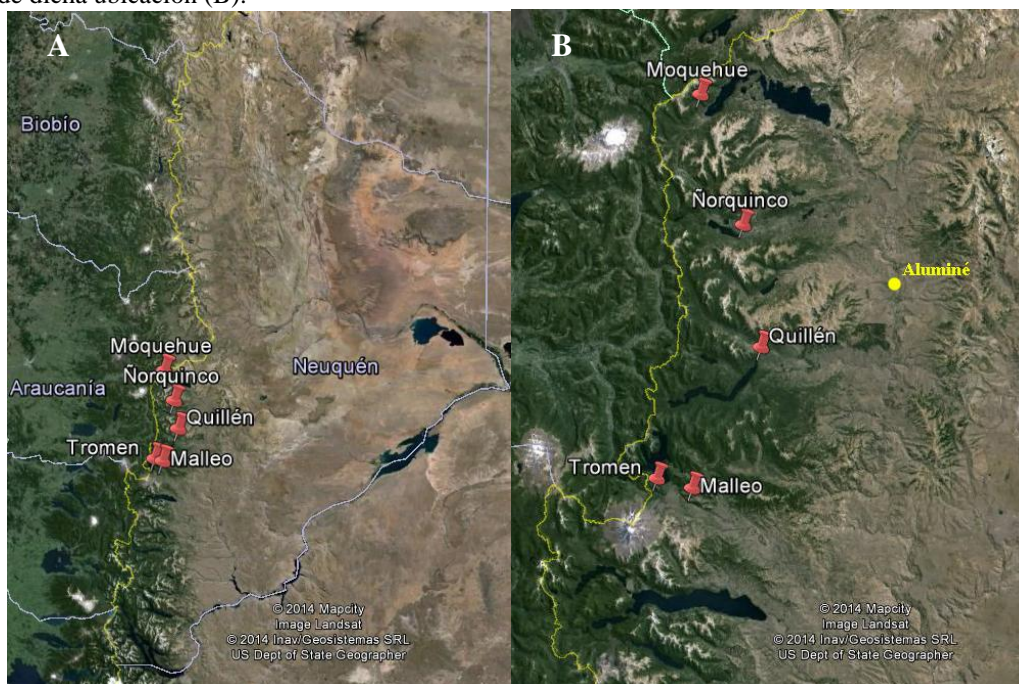 de dicha ubicación (B).
A
Biobío
Moquehue
Ñorquinco
Araucanía
Neuquén
Quillén
Tromen
Malleo
© 2014 Mapcity
Image Landsat
© 2014 Inav/Geosistemas SRL
US Dept of State Geographer
B
Moquehue
Ñorquinco
Aluminé
Quillén
Tromen
Malleo
© 2014 Mapcity
Image Landsat
© 2014 Inav/Geosistemas SRL
US Dept of State Geographer